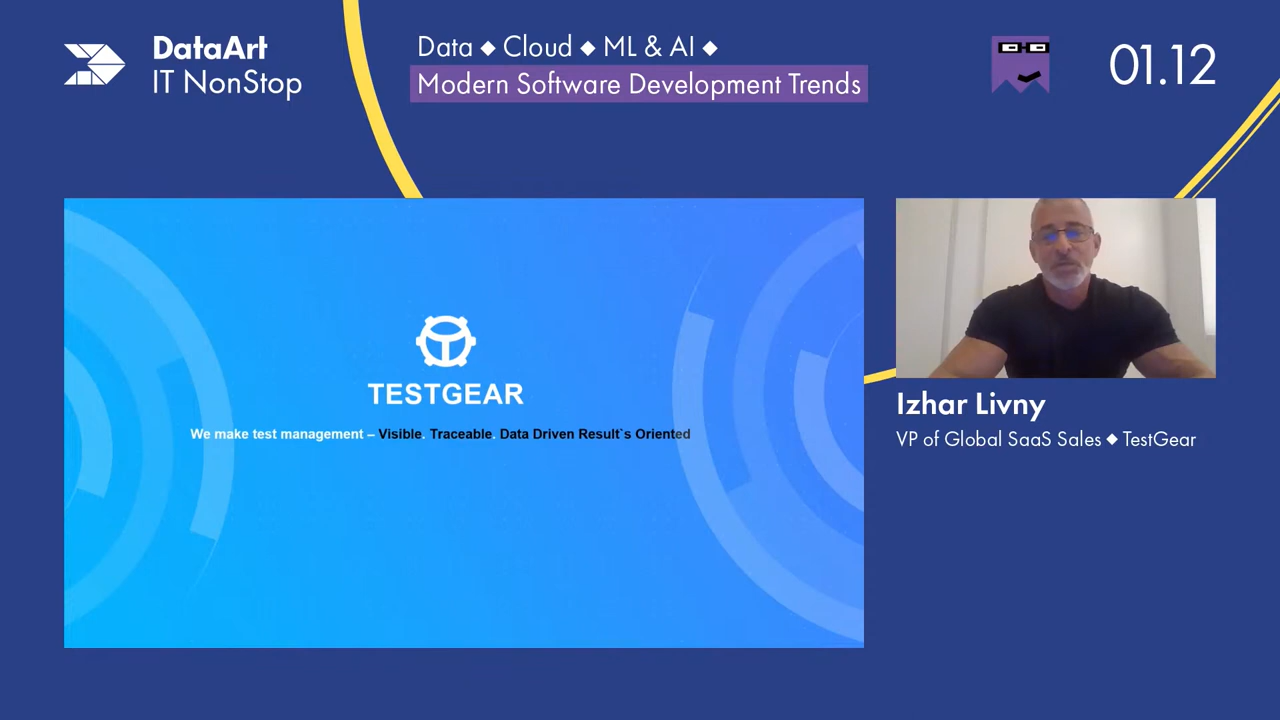 DataArt
IT NonStop
Data ◆ Cloud ◆ ML & AI ◆
Modern Software Development Trends
01.12
TESTGEAR
We make test management – Visible. Traceable. Data Driven Result`s Oriented
Izhar Livny
VP of Global SaaS Sales ◆ TestGear